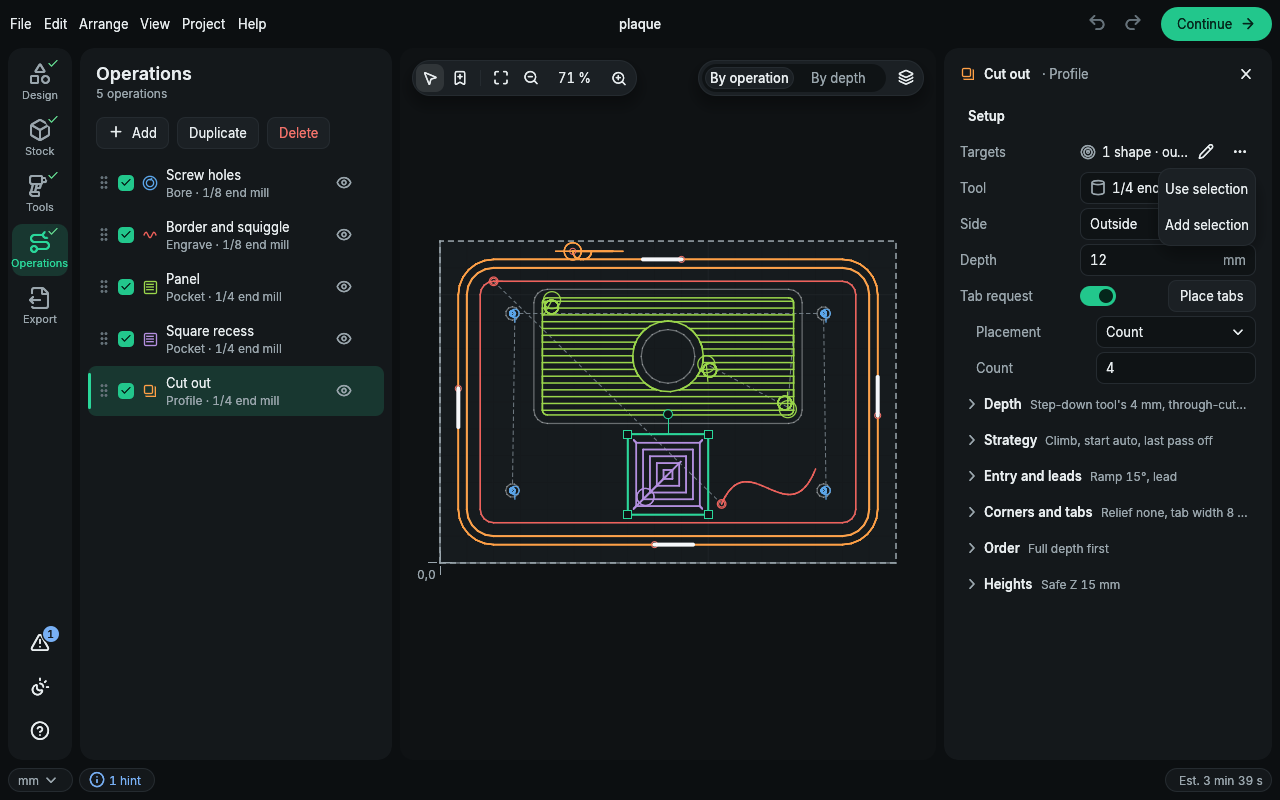 File Edit Arrange View Project Help
plaque
Continue
Design
Stock
Tools
Operations
Export
1
Operations
5 operations
Add
Duplicate
Delete
Screw holes
Bore · 1/8 end mill
Border and squiggle
Engrave · 1/8 end mill
Panel
Pocket · 1/4 end mill
Square recess
Pocket · 1/4 end mill
Cut out
Profile · 1/4 end mill
71 %
By operation
By depth
0,0
Cut out · Profile
Setup
Targets
1 shape · ou...
Tool
1/4 end
Use selection
Side
Outside
Add selection
Depth
12
mm
Tab request
Place tabs
Placement
Count
Count
4
Depth Step-down tool's 4 mm, through-cut...
Strategy Climb, start auto, last pass off
Entry and leads Ramp 15°, lead
Corners and tabs Relief none, tab width 8 ...
Order Full depth first
Heights Safe Z 15 mm
mm
1 hint
Est. 3 min 39 s